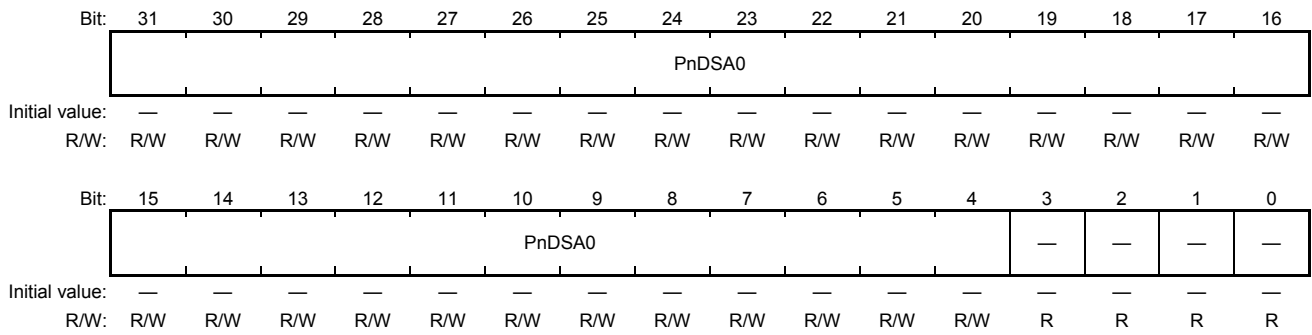 Bit: 31 30 29 28 27 26 25 24 23 22 21 20 19 18 17 16
PnDSA0
Initial value: — — — — — — — — — — — — — — — —
R/W: R/W R/W R/W R/W R/W R/W R/W R/W R/W R/W R/W R/W R/W R/W R/W R/W
Bit: 15 14 13 12 11 10 9 8 7 6 5 4 3 2 1 0
PnDSA0 — — — —
Initial value: — — — — — — — — — — — — — — — —
R/W: R/W R/W R/W R/W R/W R/W R/W R/W R/W R/W R/W R/W R R R R